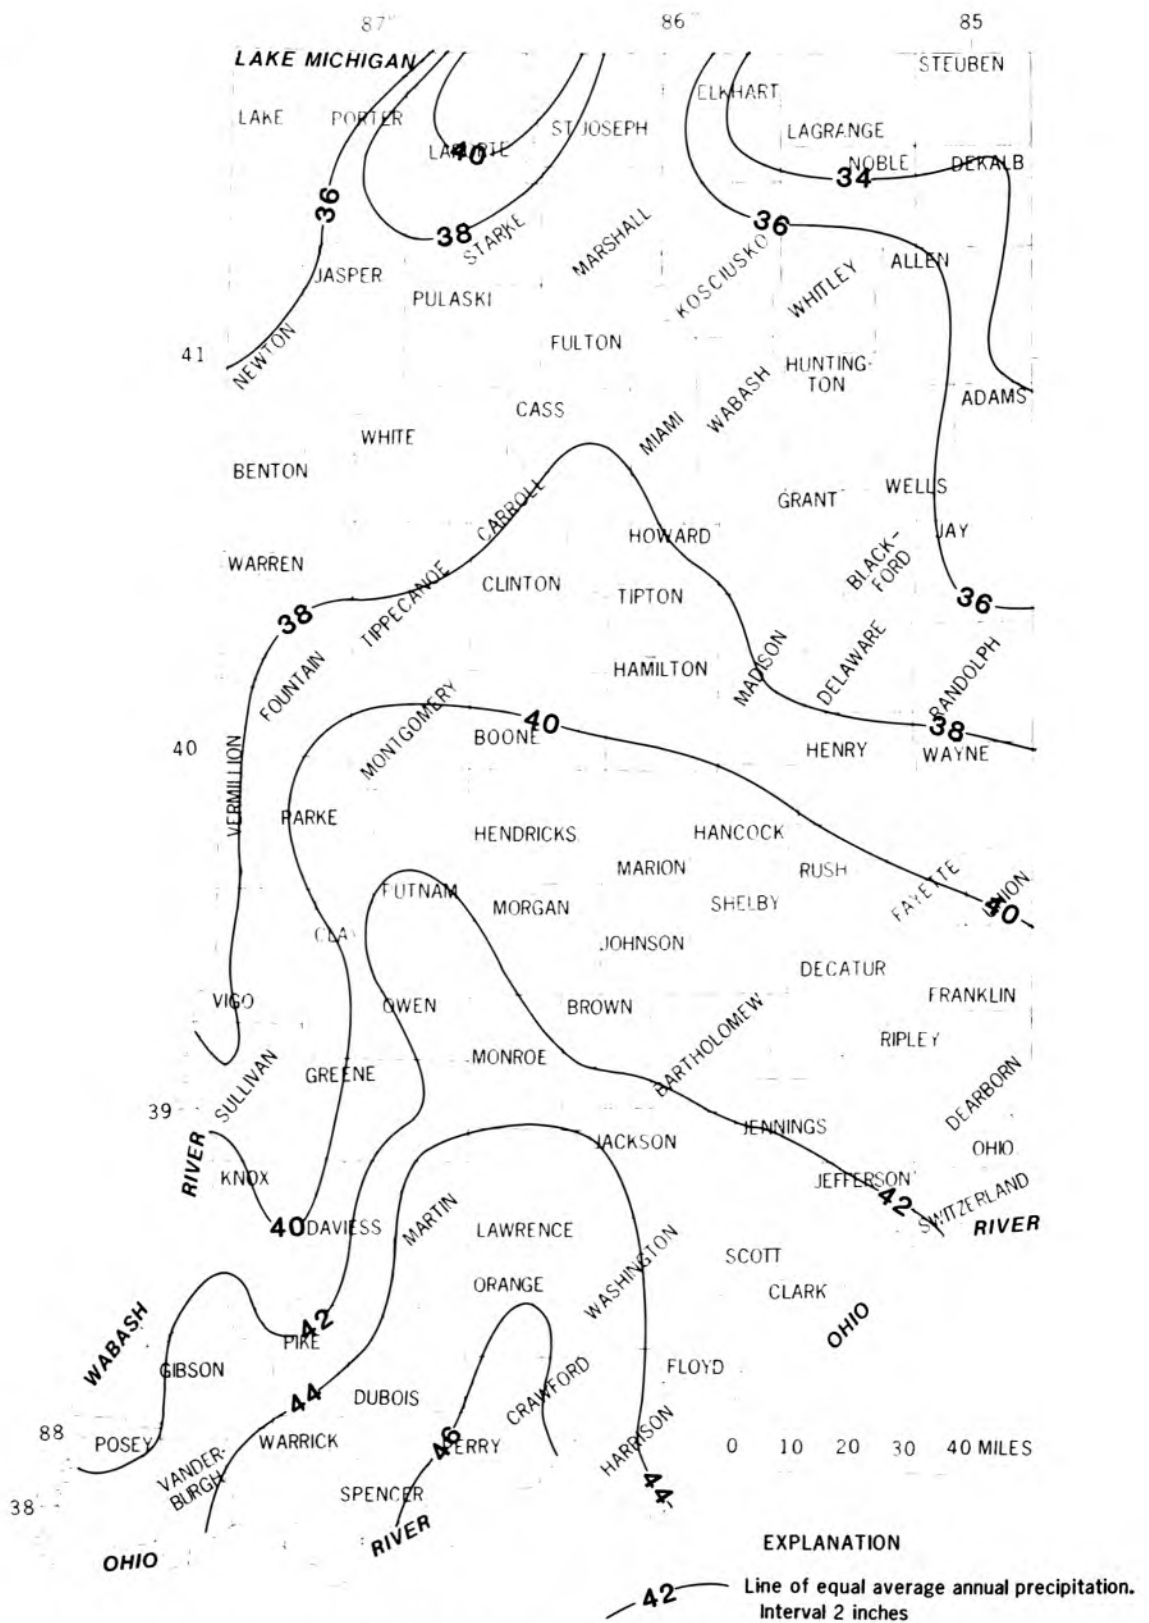 87°
86°
85
LAKE MICHIGAN
STEUBEN
ELKHART
LAKE
PORTER
ST JOSEPH
LAGRANGE
LAPORTE
40
NOBLE
DEKALB
34
36
38
STARKE
MARSHALL
36
KOSCIUSKO
WHITLEY
ALLEN
JASPER
PULASKI
41
NEWTON
FULTON
HUNTING-
TON
WABASH
ADAMS
CASS
MIAMI
WHITE
BENTON
WELLS
GRANT
CARROLL
HOWARD
JAY
BLACK-
FORD
WARREN
CLINTON
TIPTON
36
38
TIPPECANOE
HAMILTON
MADISON
DELAWARE
RANDOLPH
FOUNTAIN
MONTGOMERY
40
BOONE
38
40
HENRY
WAYNE
VERMILLION
PARKE
HENDRICKS
HANCOCK
MARION
RUSH
FAYETTE
UNION
40
PUTNAM
MORGAN
SHELBY
CLAY
JOHNSON
DECATUR
VIGO
OWEN
BROWN
FRANKLIN
BARTHOLOMEW
RIPLEY
MONROE
SULLIVAN
GREENE
DEARBORN
39
JENNINGS
JACKSON
OHIO
RIVER
KNOX
JEFFERSON
42
SWITZERLAND
RIVER
40
DAVIESS
MARTIN
LAWRENCE
WASHINGTON
SCOTT
ORANGE
CLARK
WABASH
42
PIKE
OHIO
GIBSON
FLOYD
44
DUBOIS
CRAWFORD
88
POSEY
WARRICK
46
PERRY
HARRISON
0 10 20 30 40 MILES
VANDER-
BURGH
44
SPENCER
38
RIVER
OHIO
EXPLANATION
42
Line of equal average annual precipitation.
Interval 2 inches